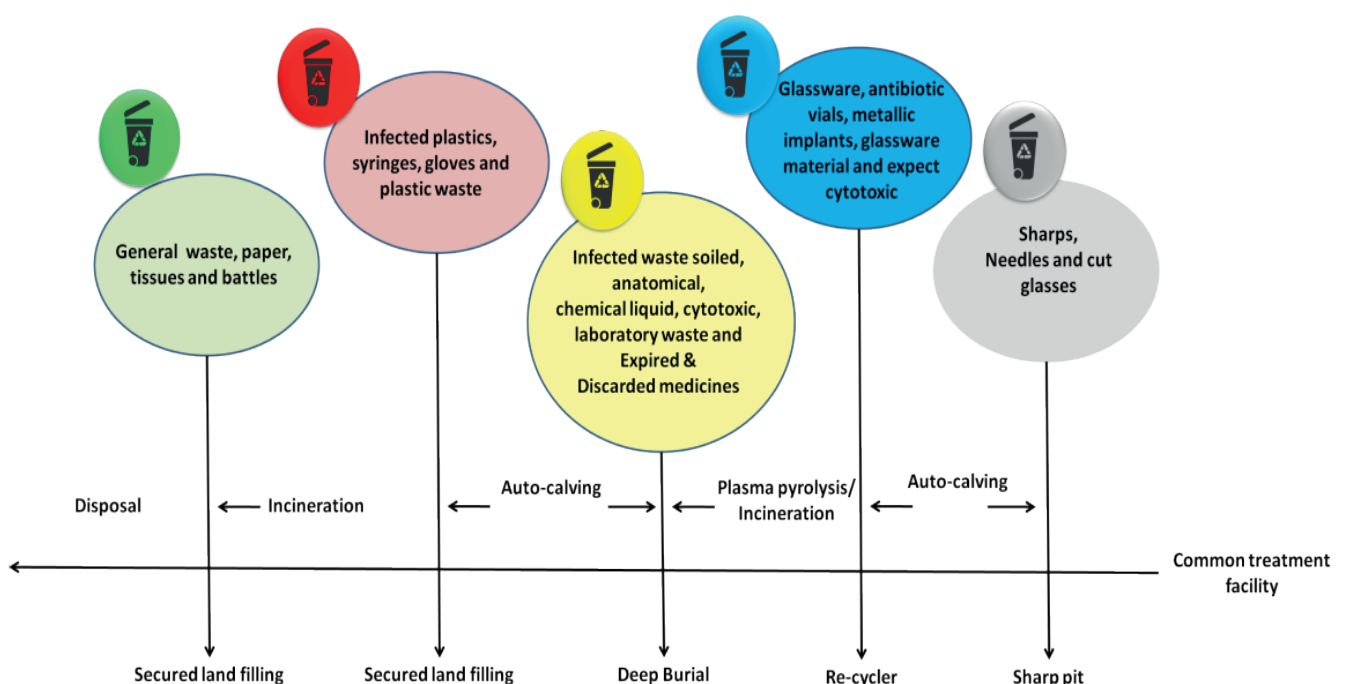 General waste, paper,
tissues and battles
Infected plastics,
syringes, gloves and
plastic waste
Infected waste soiled,
anatomical,
chemical liquid, cytotoxic,
laboratory waste and
Expired &
Discarded medicines
Glassware, antibiotic
vials, metallic
implants, glassware
material and expect
cytotoxic
Sharps,
Needles and cut
glasses
Disposal
Incineration
Auto-calving
Plasma pyrolysis/
Incineration
Auto-calving
Common treatment
facility
Secured land filling
Secured land filling
Deep Burial
Re-cycler
Sharp pit